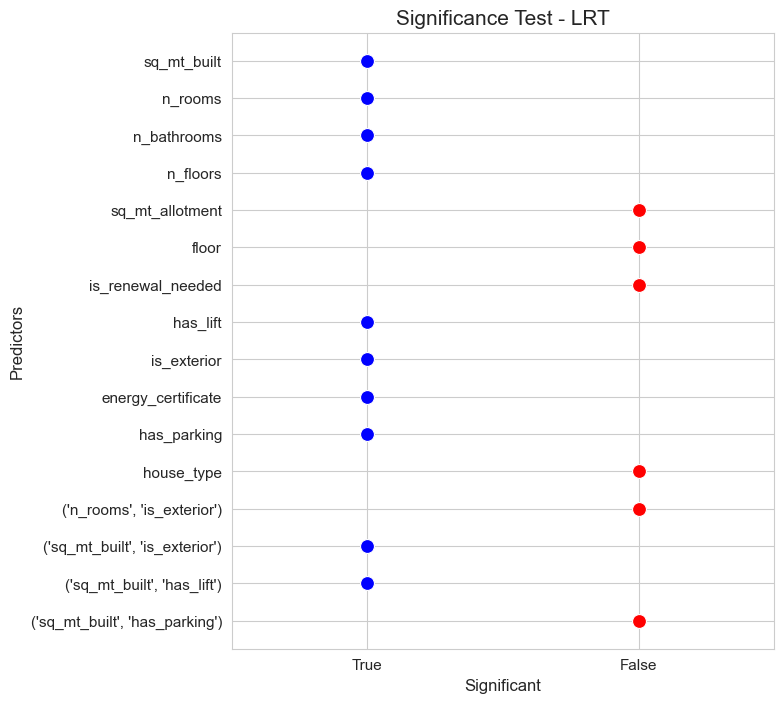 Significance Test - LRT
Predictors
sq_mt_built
n_rooms
n_bathrooms
n_floors
sq_mt_allotment
floor
is_renewal_needed
has_lift
is_exterior
energy_certificate
has_parking
house_type
('n_rooms', 'is_exterior')
('sq_mt_built', 'is_exterior')
('sq_mt_built', 'has_lift')
('sq_mt_built', 'has_parking')
True False
Significant